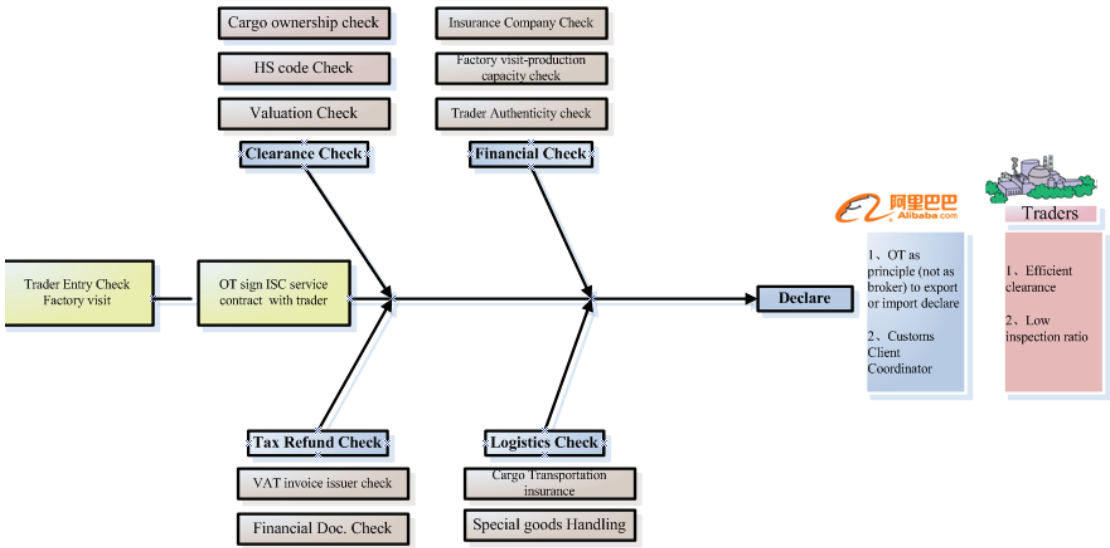 Cargo ownership check
HS code Check
Valuation Check
Clearance Check
Insurance Company Check
Factory visit-production
capacity check
Trader Authenticity check
Financial Check
Trader Entry Check
Factory visit
OT sign ISC service
contract with trader
Declare
阿里巴巴
Alibaba.com
1、OT as
principle (not as
broker) to export
or import declare
2、Customs
Client
Coordinator
Traders
1、Efficient
clearance
2、Low
inspection ratio
Tax Refund Check
VAT invoice issuer check
Financial Doc. Check
Logistics Check
Cargo Transportation
insurance
Special goods Handling